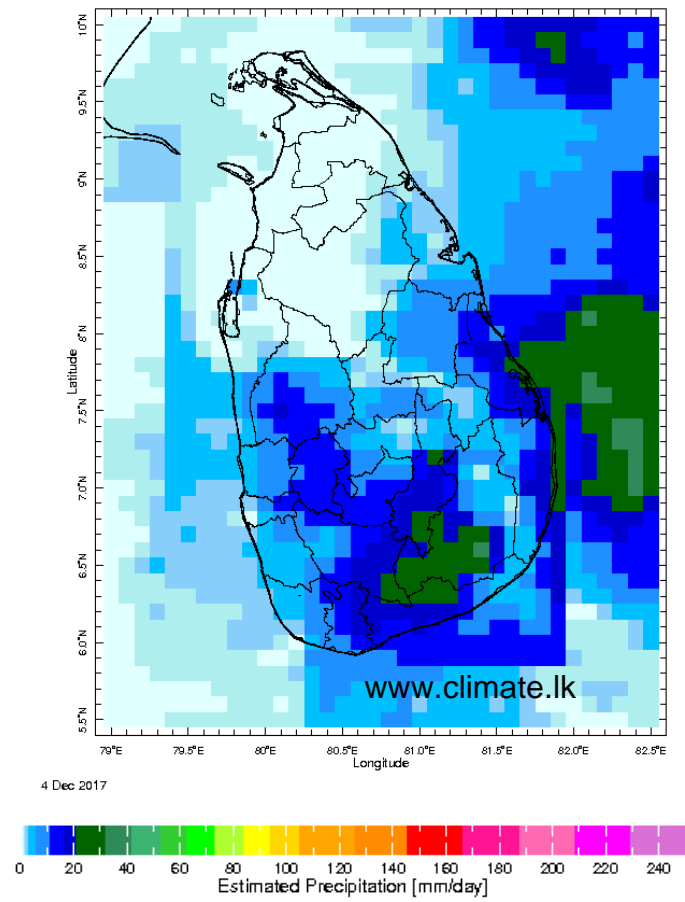 10°N
9.5°N
9°N
8.5°N
8°N
7.5°N
7.0°N
6.5°N
6.0°N
5.5°N
Latitude
www.climate.lk
79°E 79.5°E 80°E 80.5°E 81.0°E 81.5°E 82.0°E 82.5°E
Longitude
4 Dec 2017
0 20 40 60 80 100 120 140 160 180 200 220 240
Estimated Precipitation [mm/day]